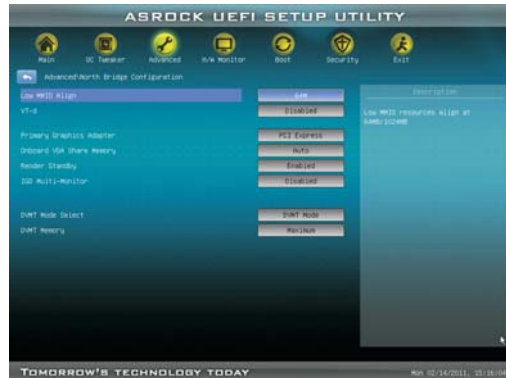 ASROCK UEFI SETUP UTILITY
Main OC Tweaker Advanced H/W Monitor Boot Security Exit
Advanced\North Bridge Configuration
Low MMIO Align 64M
VT-d Disabled
Primary Graphics Adapter PCI Express
Onboard VGA Share Memory Auto
Render Standby Enabled
IGD Multi-Monitor Disabled
DVMT Mode Select DVMT Mode
DVMT Memory Maximum
Description
Low MMIO resources align at
64MB/1024MB
TOMORROW'S TECHNOLOGY TODAY
Mon 02/14/2011, 15:16:04